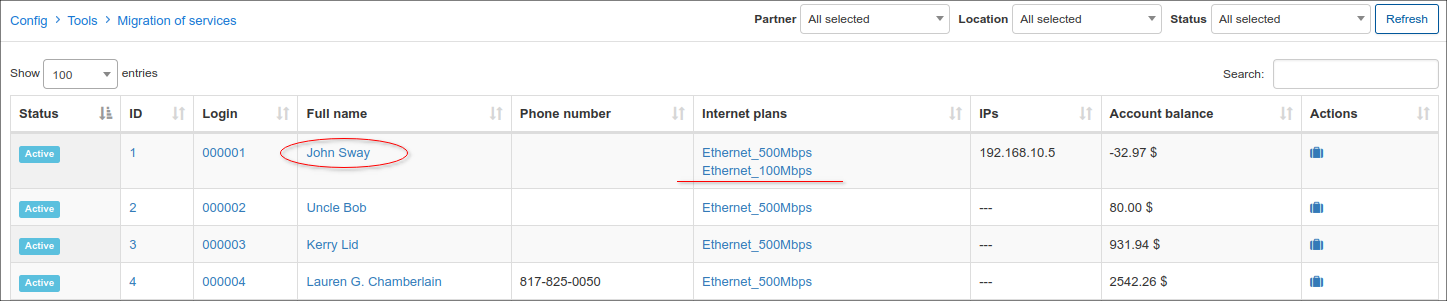 Config > Tools > Migration of services Partner All selected Location All selected Status All selected Refresh
Show 100 entries Search:
Status ID Login Full name Phone number Internet plans IPs Account balance Actions
Active 1 000001 John Sway Ethernet_500Mbps 192.168.10.5 -32.97 $
Ethernet_100Mbps
Active 2 000002 Uncle Bob Ethernet_500Mbps --- 80.00 $
Active 3 000003 Kerry Lid Ethernet_500Mbps --- 931.94 $
Active 4 000004 Lauren G. Chamberlain 817-825-0050 Ethernet_500Mbps --- 2542.26 $